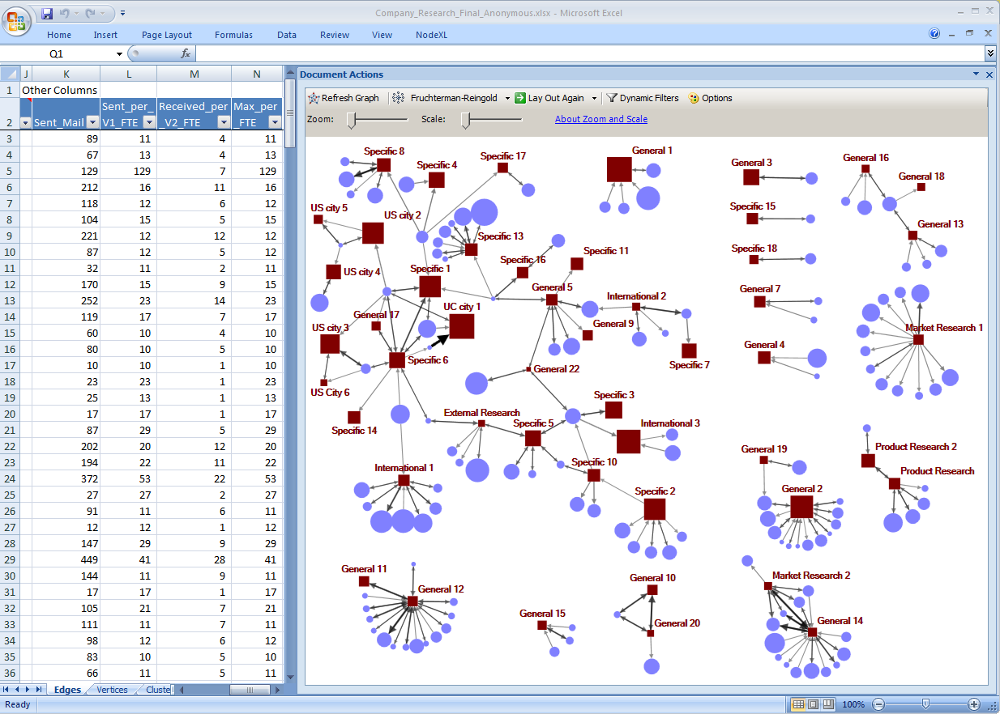 Company_Research_Final_Anonymous.xlsx - Microsoft Excel
Home Insert Page Layout Formulas Data Review View NodeXL
Q1 fx
J K L M N
Document Actions
1 Other Columns
Sent_per_ Received_per Max_per
2 Sent_Mail V1_FTE _V2_FTE _FTE
3 89 11 4 11
4 67 13 4 13
5 129 129 7 129
6 212 16 11 16
7 118 12 6 12
8 104 15 5 15
9 221 12 12 12
10 87 12 5 12
11 32 11 2 11
12 170 15 9 15
13 252 23 14 23
14 119 17 7 17
15 60 10 4 10
16 80 10 5 10
17 10 10 1 10
18 23 23 1 23
19 25 13 1 13
20 17 17 1 17
21 87 29 5 29
22 202 20 12 20
23 194 22 11 22
24 372 53 22 53
25 27 27 2 27
26 91 11 6 11
27 12 12 1 12
28 147 29 9 29
29 449 41 28 41
30 144 11 9 11
31 17 17 1 17
32 105 21 7 21
33 111 11 7 11
34 98 12 6 12
35 83 10 5 10
36 66 11 5 11
Edges Vertices Cluste
Refresh Graph Fruchterman-Reingold Lay Out Again Dynamic Filters Options
Zoom: Scale: About Zoom and Scale
Specific 8
Specific 17
Specific 4
General 1
General 3
General 16
General 18
US city 5
US city 2
Specific 15
General 13
Specific 13
Specific 18
Specific 16
Specific 11
US city 4
Specific 1
General 5
General 7
International 2
UC city 1
General 17
General 9
US city 3
Market Research 1
General 4
Specific 6
Specific 7
General 22
US City 6
Specific 3
External Research
Specific 14
Specific 5
International 3
General 19
Product Research 2
International 1
Specific 10
Product Research
Specific 2
General 2
General 11
General 10
Market Research 2
General 12
General 15
General 20
General 14
Ready 100%